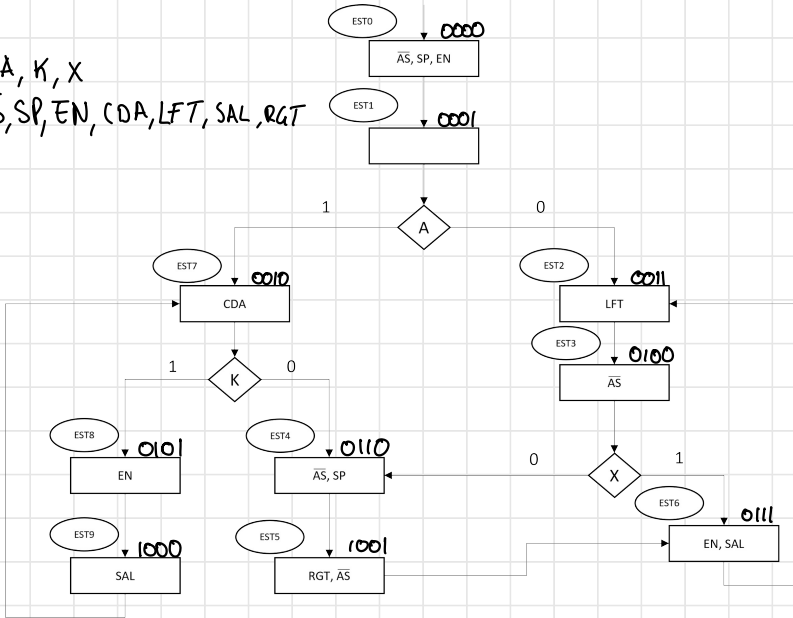 EST0
0000
A̅S̅, SP, EN
A, K, X
S, SP, EN, CDA, LFT, SAL, RGT
EST1
0001
1
0
A
EST7
0010
CDA
EST2
0011
LFT
EST3
0100
A̅S̅
1
0
K
EST8
0101
EN
EST4
0110
A̅S̅, SP
0
1
X
EST6
0111
EN, SAL
EST9
1000
SAL
EST5
1001
RGT, A̅S̅